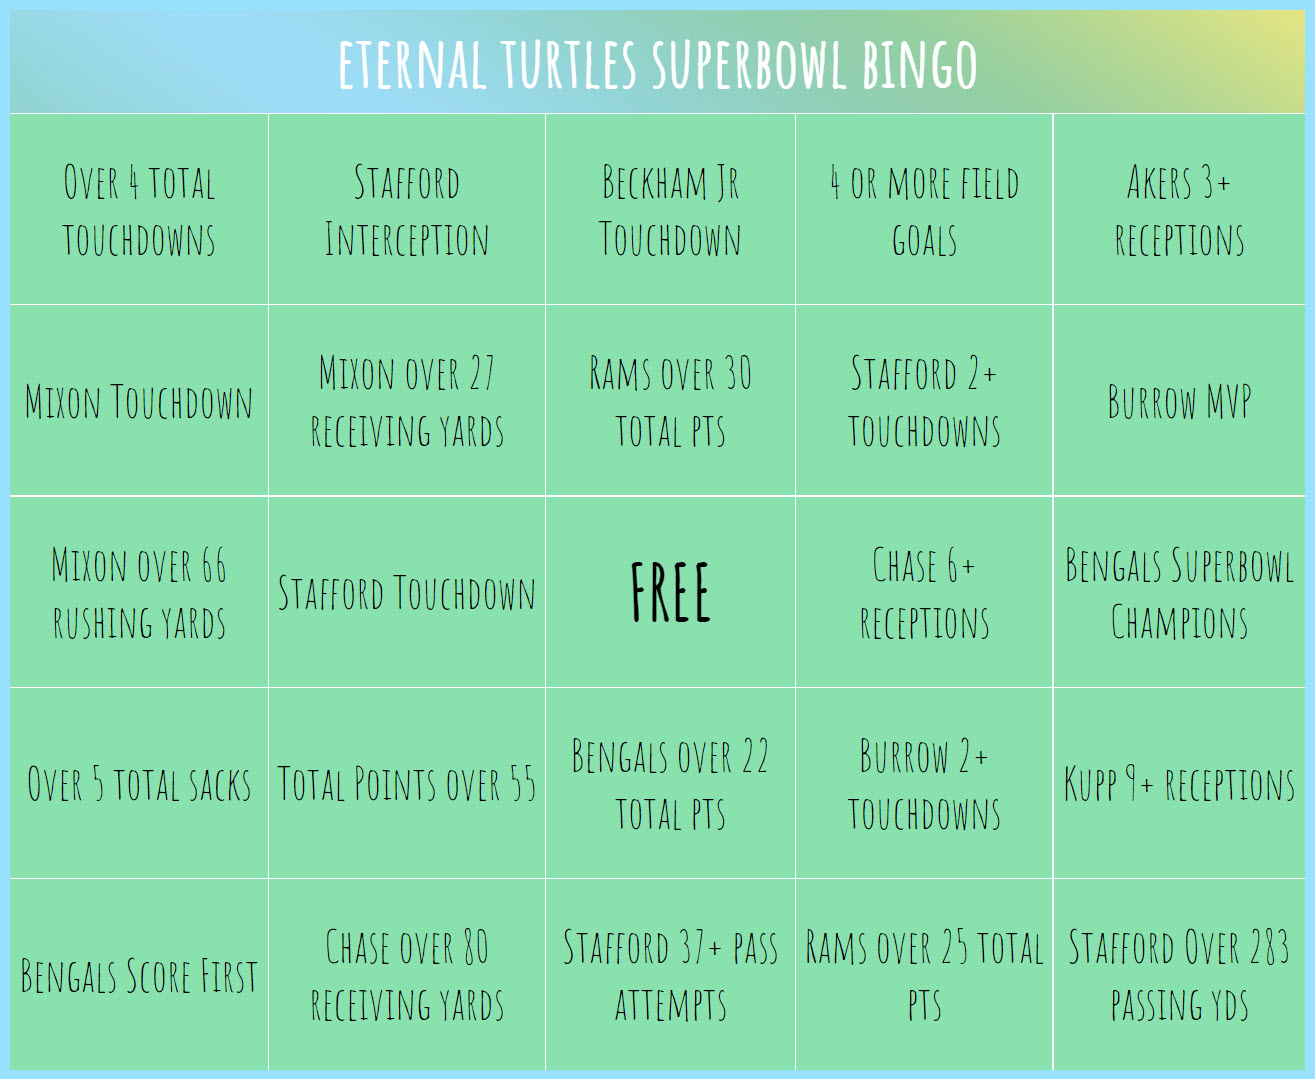 ETERNAL TURTLES SUPERBOWL BINGO
OVER 4 TOTAL
TOUCHDOWNS
STAFFORD
INTERCEPTION
BECKHAM JR
TOUCHDOWN
4 OR MORE FIELD
GOALS
AKERS 3+
RECEPTIONS
MIXON TOUCHDOWN
MIXON OVER 27
RECEIVING YARDS
RAMS OVER 30
TOTAL PTS
STAFFORD 2+
TOUCHDOWNS
BURROW MVP
MIXON OVER 66
RUSHING YARDS
STAFFORD TOUCHDOWN
FREE
CHASE 6+
RECEPTIONS
BENGALS SUPERBOWL
CHAMPIONS
OVER 5 TOTAL SACKS
TOTAL POINTS OVER 55
BENGALS OVER 22
TOTAL PTS
BURROW 2+
TOUCHDOWNS
KUPP 9+ RECEPTIONS
BENGALS SCORE FIRST
CHASE OVER 80
RECEIVING YARDS
STAFFORD 37+ PASS
ATTEMPTS
RAMS OVER 25 TOTAL
PTS
STAFFORD OVER 283
PASSING YDS